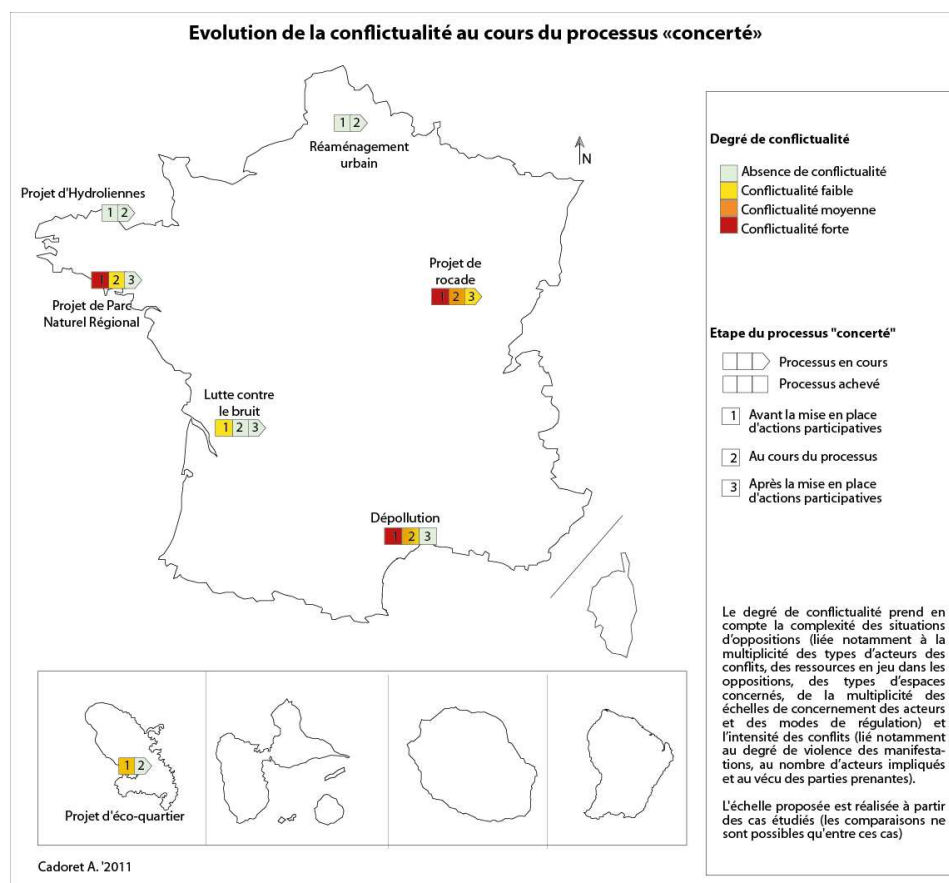 Evolution de la conflictualité au cours du processus «concerté»
1 2
Réaménagement
urbain
N
Projet d'Hydroliennes
1 2
1 2 3
Projet de Parc
Naturel Régional
Projet de
rocade
1 2 3
Lutte contre
le bruit
1 2 3
Dépollution
1 2 3
1 2
Projet d'éco-quartier
Cadoret A. '2011
Degré de conflictualité
Absence de conflictualité
Conflictualité faible
Conflictualité moyenne
Conflictualité forte
Etape du processus "concerté"
Processus en cours
Processus achevé
1 Avant la mise en place
d'actions participatives
2 Au cours du processus
3 Après la mise en place
d'actions participatives
Le degré de conflictualité prend en
compte la complexité des situations
d'oppositions (liée notamment à la
multiplicité des types d'acteurs des
conflits, des ressources en jeu dans les
oppositions, des types d'espaces
concernés, de la multiplicité des
échelles de concernement des acteurs
et des modes de régulation) et
l'intensité des conflits (lié notamment
au degré de violence des manifesta-
tions, au nombre d'acteurs impliqués
et au vécu des parties prenantes).
L'échelle proposée est réalisée à partir
des cas étudiés (les comparaisons ne
sont possibles qu'entre ces cas)